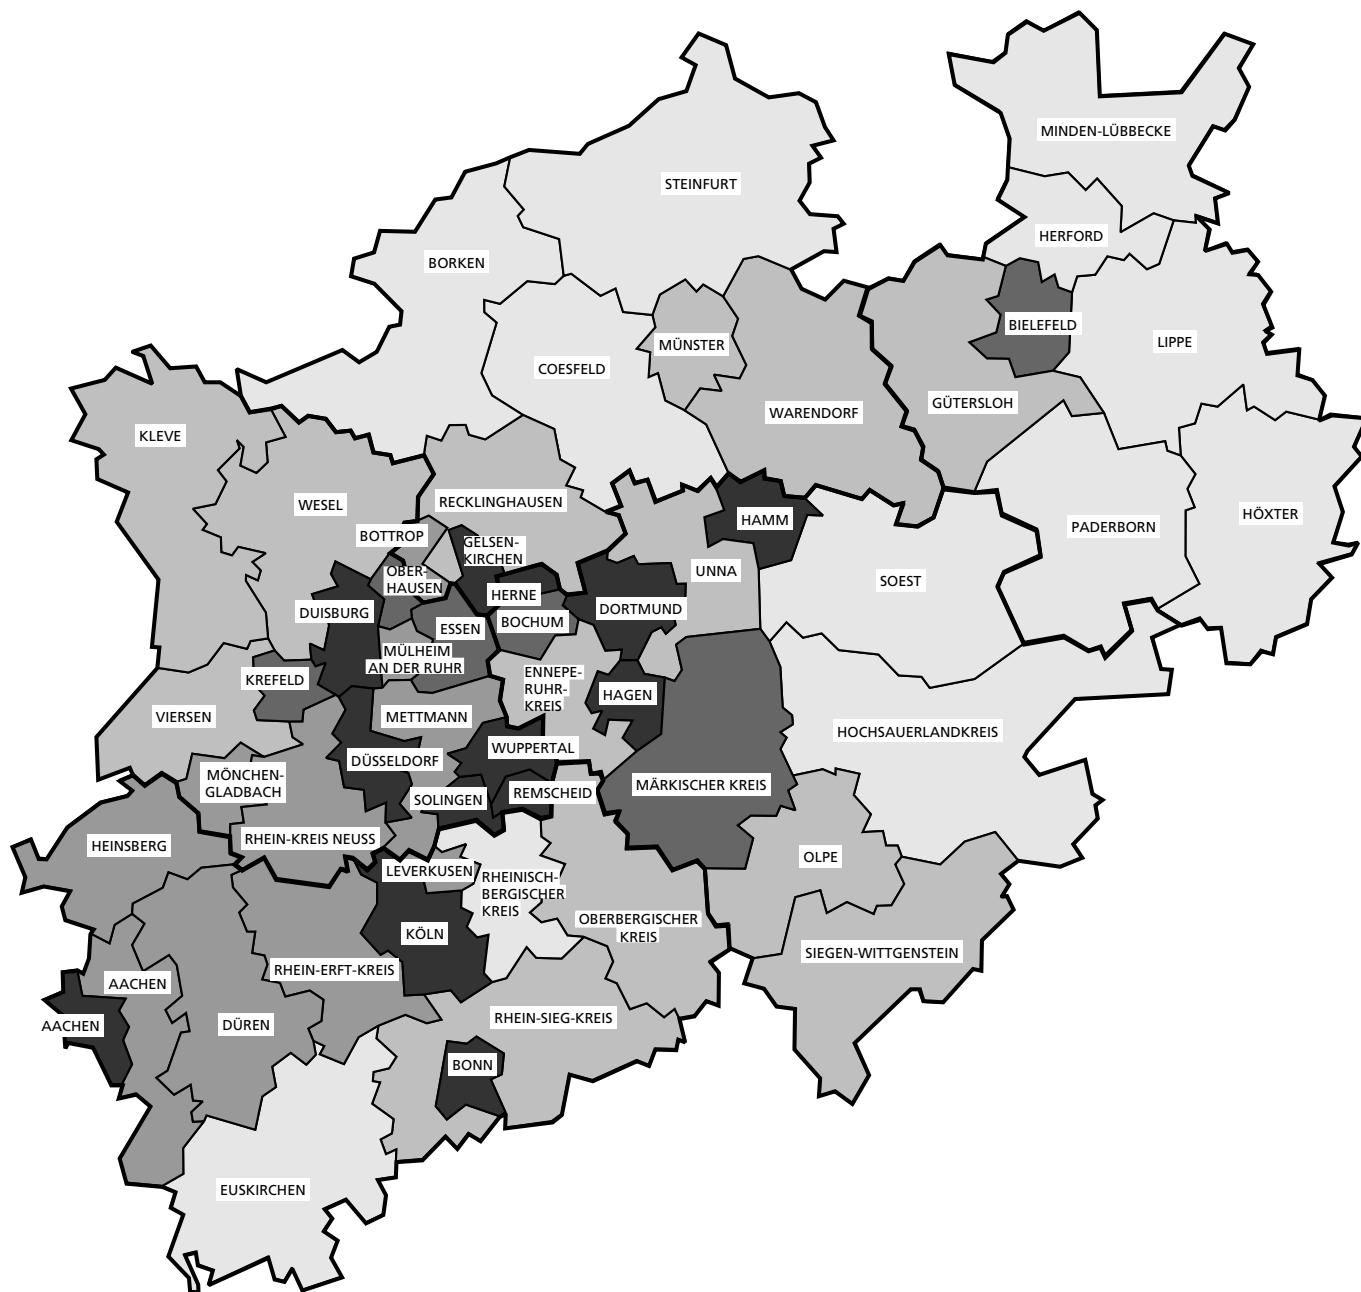 MINDEN-LÜBBECKE
STEINFURT
HERFORD
BORKEN
BIELEFELD
LIPPE
MÜNSTER
COESFELD
GÜTERSLOH
WARENDORF
KLEVE
RECKLINGHAUSEN
WESEL
HÖXTER
HAMM
PADERBORN
BOTTROP
GELSEN-
KIRCHEN
UNNA
SOEST
OBER-
HAUSEN
HERNE
DORTMUND
DUISBURG
BOCHUM
ESSEN
MÜLHEIM
AN DER RUHR
KREFELD
ENNEPE-
RUHR-
KREIS
HAGEN
VIERSEN
METTMANN
HOCHSAUERLANDKREIS
WUPPERTAL
DÜSSELDORF
MÖNCHEN-
GLADBACH
MÄRKISCHER KREIS
REMSCHEID
SOLINGEN
RHEIN-KREIS NEUSS
HEINSBERG
OLPE
LEVERKUSEN
RHEINISCH-
BERGISCHER
KREIS
OBERBERGISCHER
KREIS
KÖLN
SIEGEN-WITTGENSTEIN
RHEIN-ERFT-KREIS
AACHEN
RHEIN-SIEG-KREIS
AACHEN
DÜREN
BONN
EUSKIRCHEN